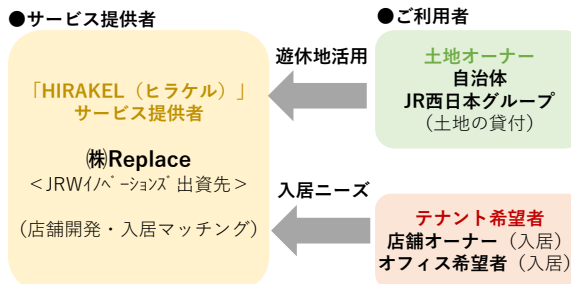 ●サービス提供者
「HIRAKEL（ヒラケル）」
サービス提供者
㈱Replace
＜JRWｲﾉﾍﾞｰｼｮﾝｽﾞ出資先＞
（店舗開発・入居マッチング）
遊休地活用
入居ニーズ
●ご利用者
土地オーナー
自治体
JR西日本グループ
（土地の貸付）
テナント希望者
店舗オーナー（入居）
オフィス希望者（入居）